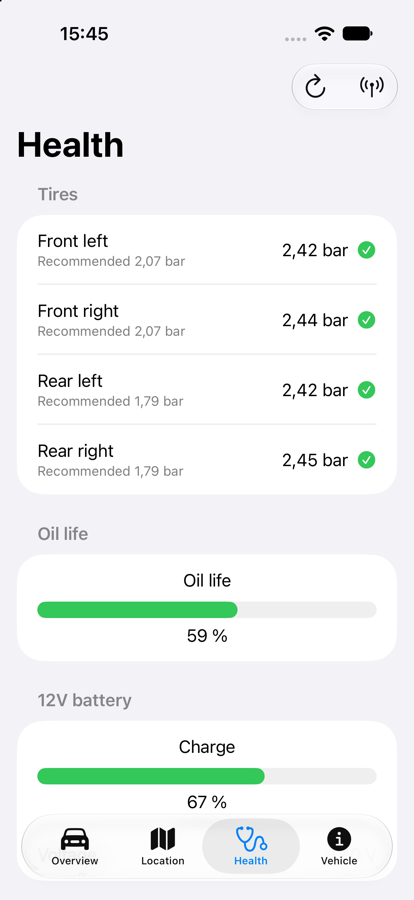 15:45
Health
Tires
Front left
Recommended 2,07 bar
2,42 bar
Front right
Recommended 2,07 bar
2,44 bar
Rear left
Recommended 1,79 bar
2,42 bar
Rear right
Recommended 1,79 bar
2,45 bar
Oil life
Oil life
59 %
12V battery
Charge
67 %
Overview
Location
Health
Vehicle